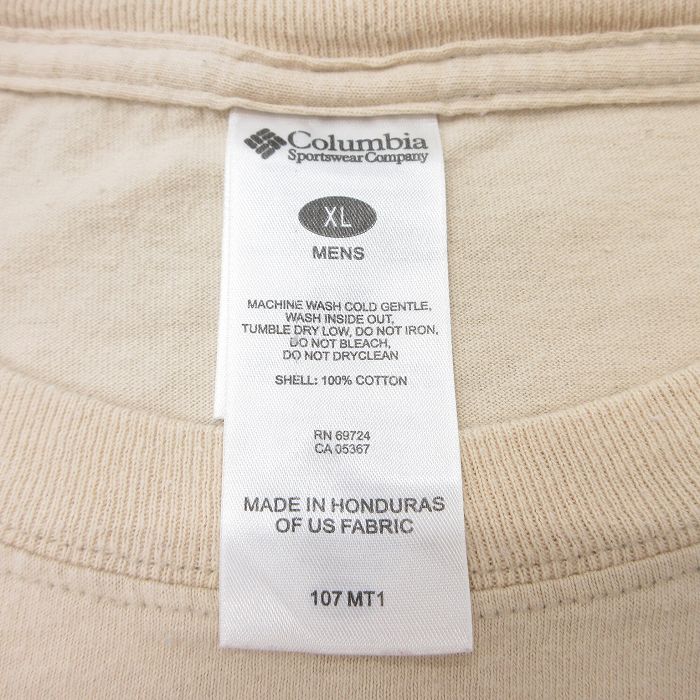 Columbia
Sportswear Company
XL
MENS
MACHINE WASH COLD GENTLE,
WASH INSIDE OUT,
TUMBLE DRY LOW, DO NOT IRON,
DO NOT BLEACH,
DO NOT DRYCLEAN
SHELL: 100% COTTON
RN 69724
CA 05367
MADE IN HONDURAS
OF US FABRIC
107 MT1